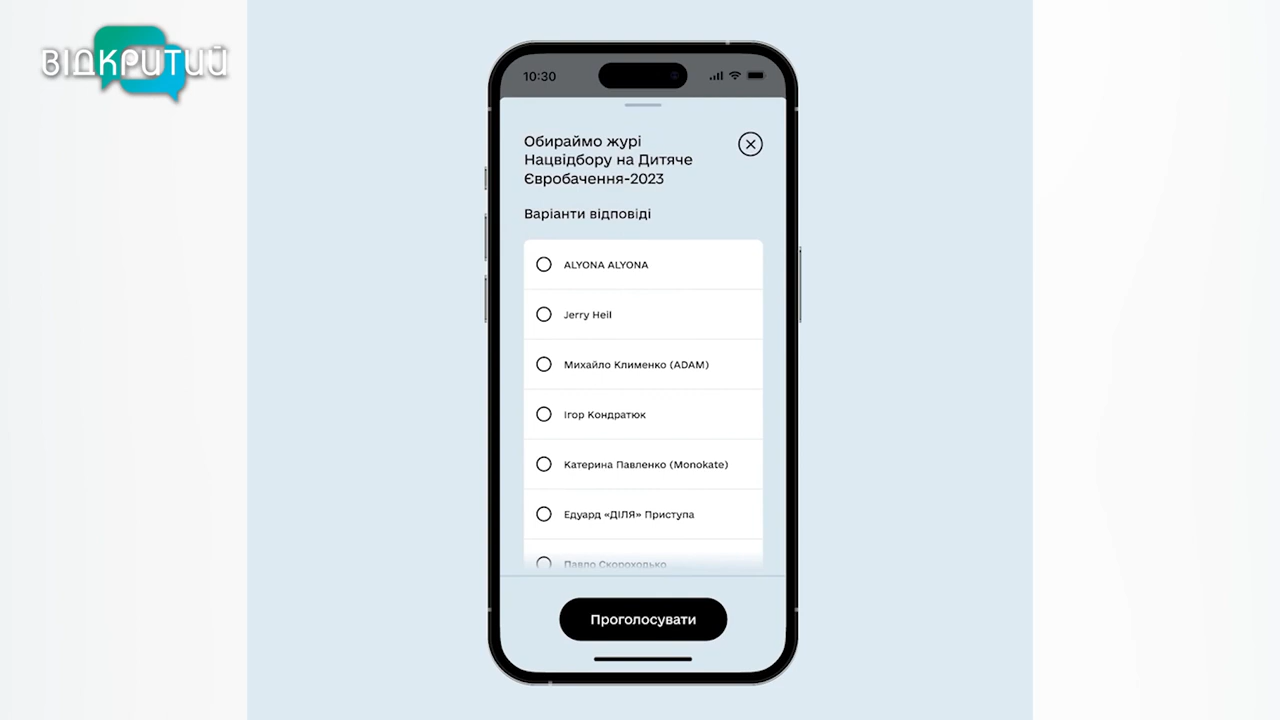 ВІДКРИТИЙ
10:30
Обираймо журі
Нацвідбору на Дитяче
Євробачення-2023
Варіанти відповіді
ALYONA ALYONA
Jerry Heil
Михайло Клименко (ADAM)
Ігор Кондратюк
Катерина Павленко (Monokate)
Едуард «ДІЛЯ» Приступа
Павло Скороходько
Проголосувати